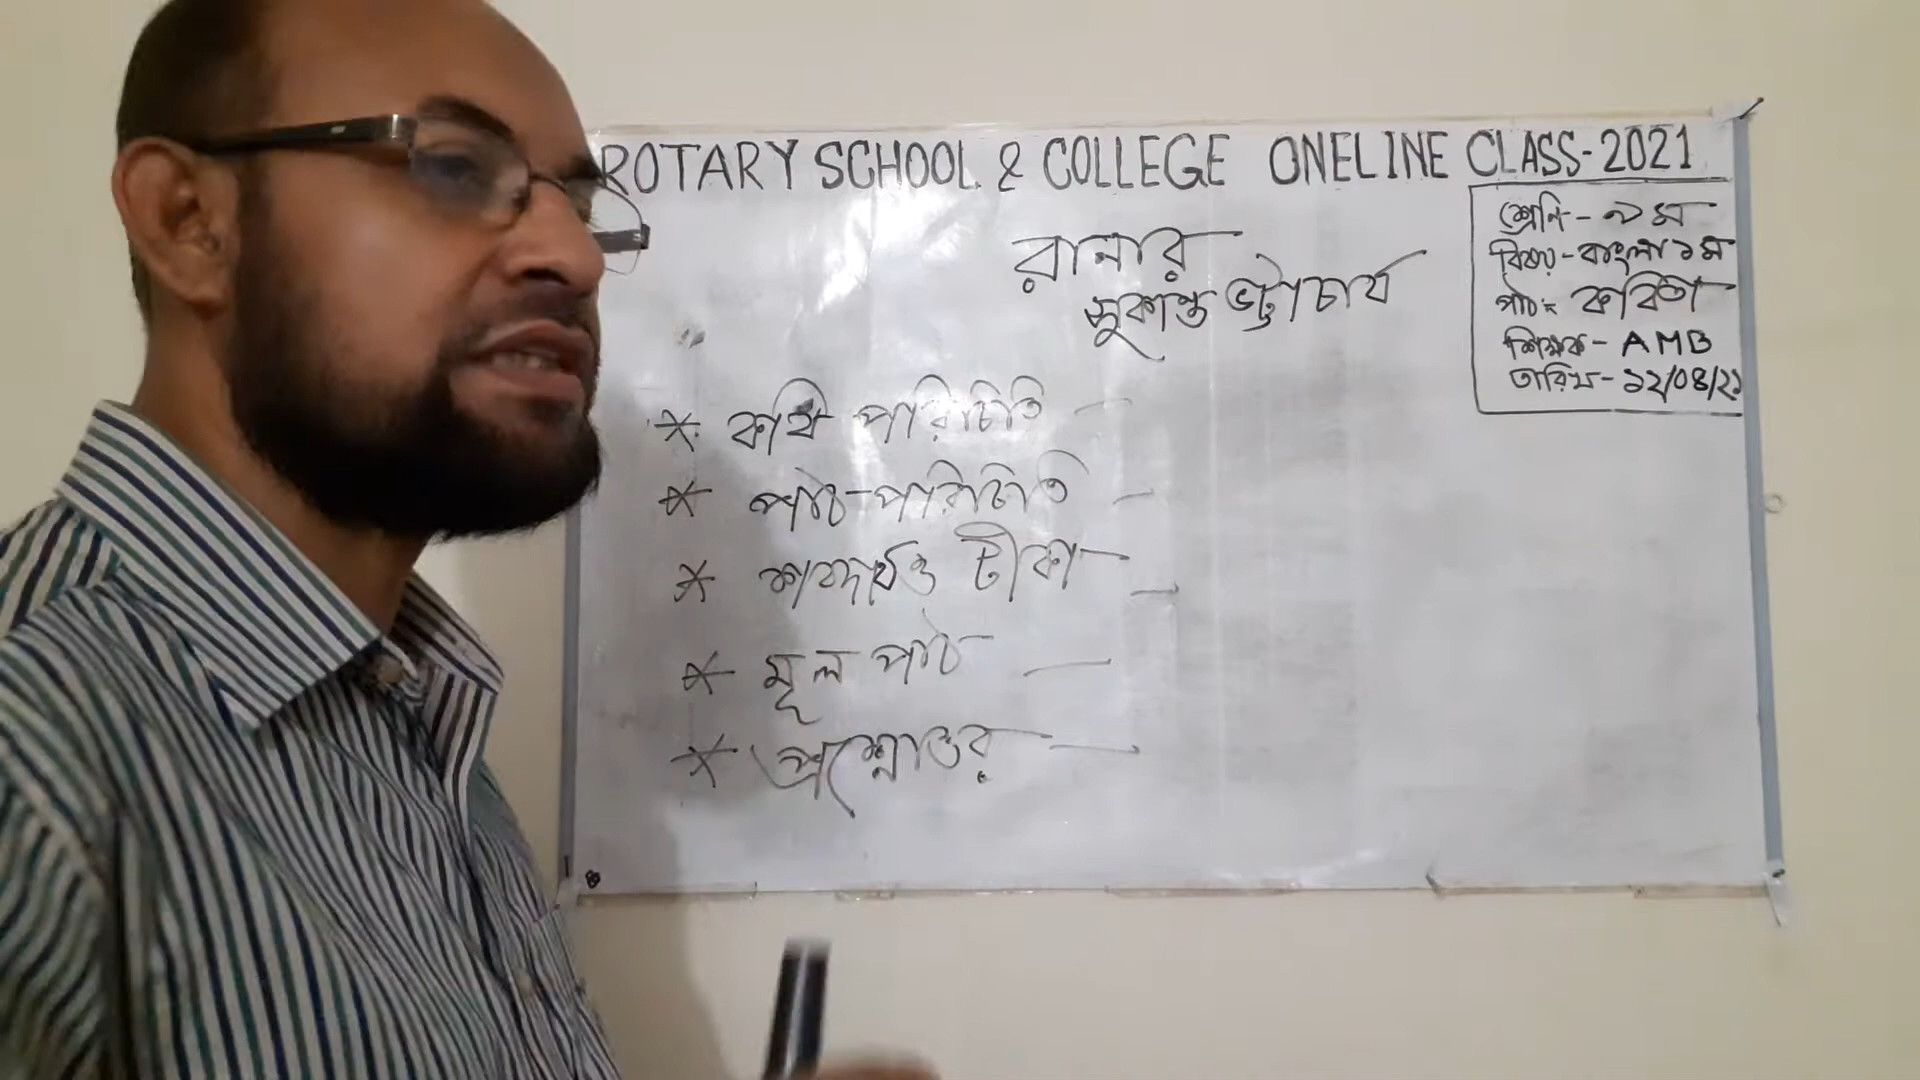 ROTARY SCHOOL & COLLEGE ONELINE CLASS-2021
শ্রেনি - ৯ম
বিষয় - বাংলা ১ম
পাঠঃ কবিতা
শিক্ষক - AMB
তারিখ - ১২/০৪/২১
রানার
সুকান্ত ভট্টাচার্য
* কবি পরিচিতি -
* পাঠ-পরিচিতি -
* শব্দার্থ ও টীকা -
* মূল পাঠ -
* প্রশ্নোত্তর -